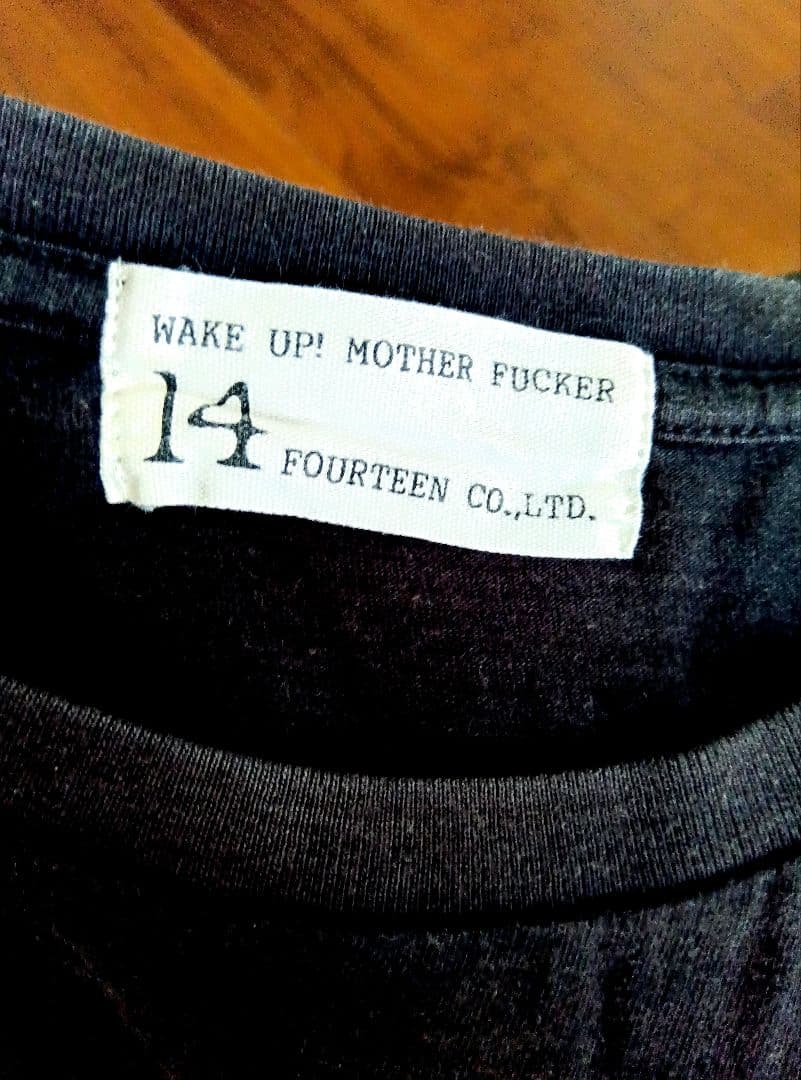 WAKE UP! MOTHER FUCKER
14 FOURTEEN CO.,LTD.